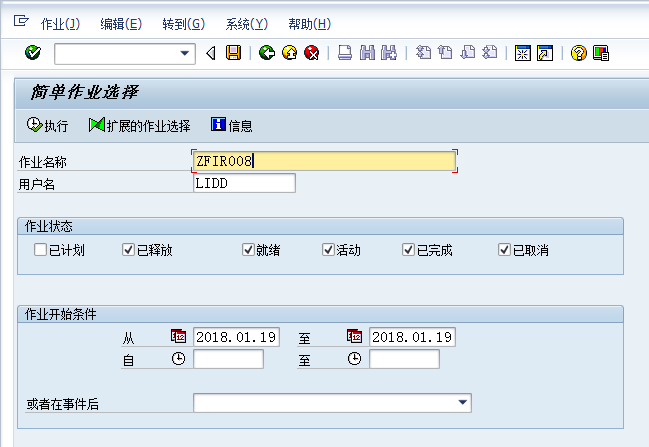 作业(J) 编辑(E) 转到(G) 系统(Y) 帮助(H)
简单作业选择
执行 扩展的作业选择 信息
作业名称 ZFIR008
用户名 LIDD
作业状态
已计划 已释放 就绪 活动 已完成 已取消
作业开始条件
从 2018.01.19 至 2018.01.19
自 至
或者在事件后